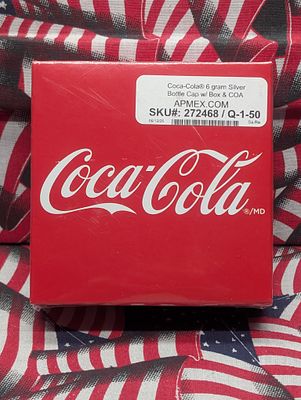 Coca-Cola® 6 gram Silver
Bottle Cap w/ Box & COA
APMEX.COM
SKU#: 272468 / Q-1-50
Coca-Cola
®/MD